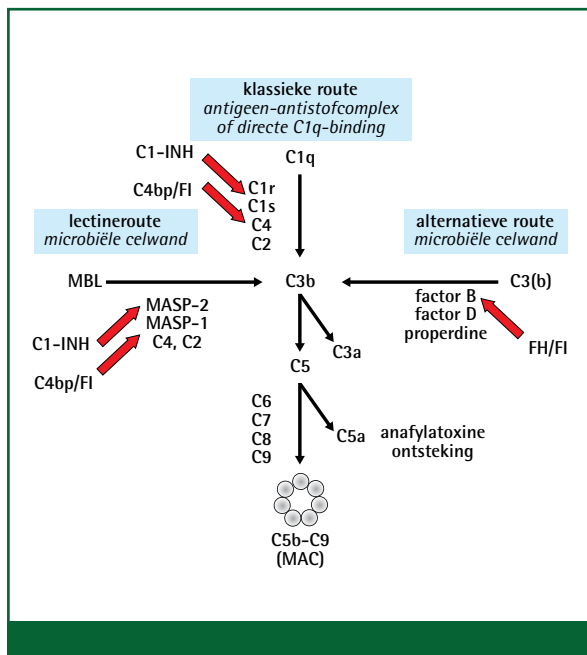 klassieke route
antigeen-antistofcomplex
of directe C1q-binding
C1-INH
C1q
C4bp/FI
C1r
C1s
C4
C2
lectineroute
microbiële celwand
alternatieve route
microbiële celwand
MBL
C3b
C3(b)
MASP-2
MASP-1
C4, C2
factor B
factor D
properdine
C1-INH
C3a
FH/FI
C4bp/FI
C5
C6
C7
C8
C9
C5a
anafylatoxine
ontsteking
C5b-C9
(MAC)